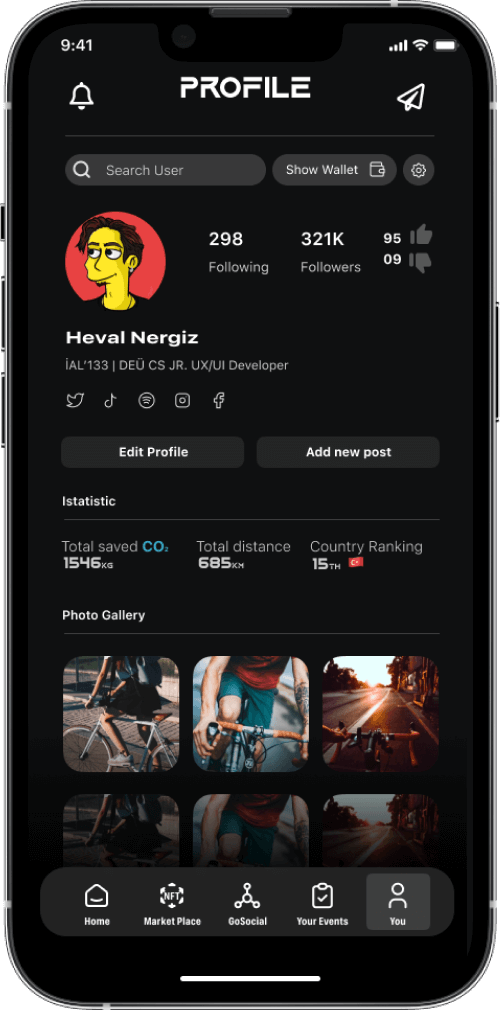 9:41
PROFILE
Search User
Show Wallet
298
321K
95
Following
Followers
09
Heval Nergiz
İAL'133 | DEÜ CS JR. UX/UI Developer
Edit Profile
Add new post
Istatistic
Total saved CO₂
Total distance
Country Ranking
1546KG
685KM
15TH
Photo Gallery
NFT
Home
Market Place
GoSocial
Your Events
You